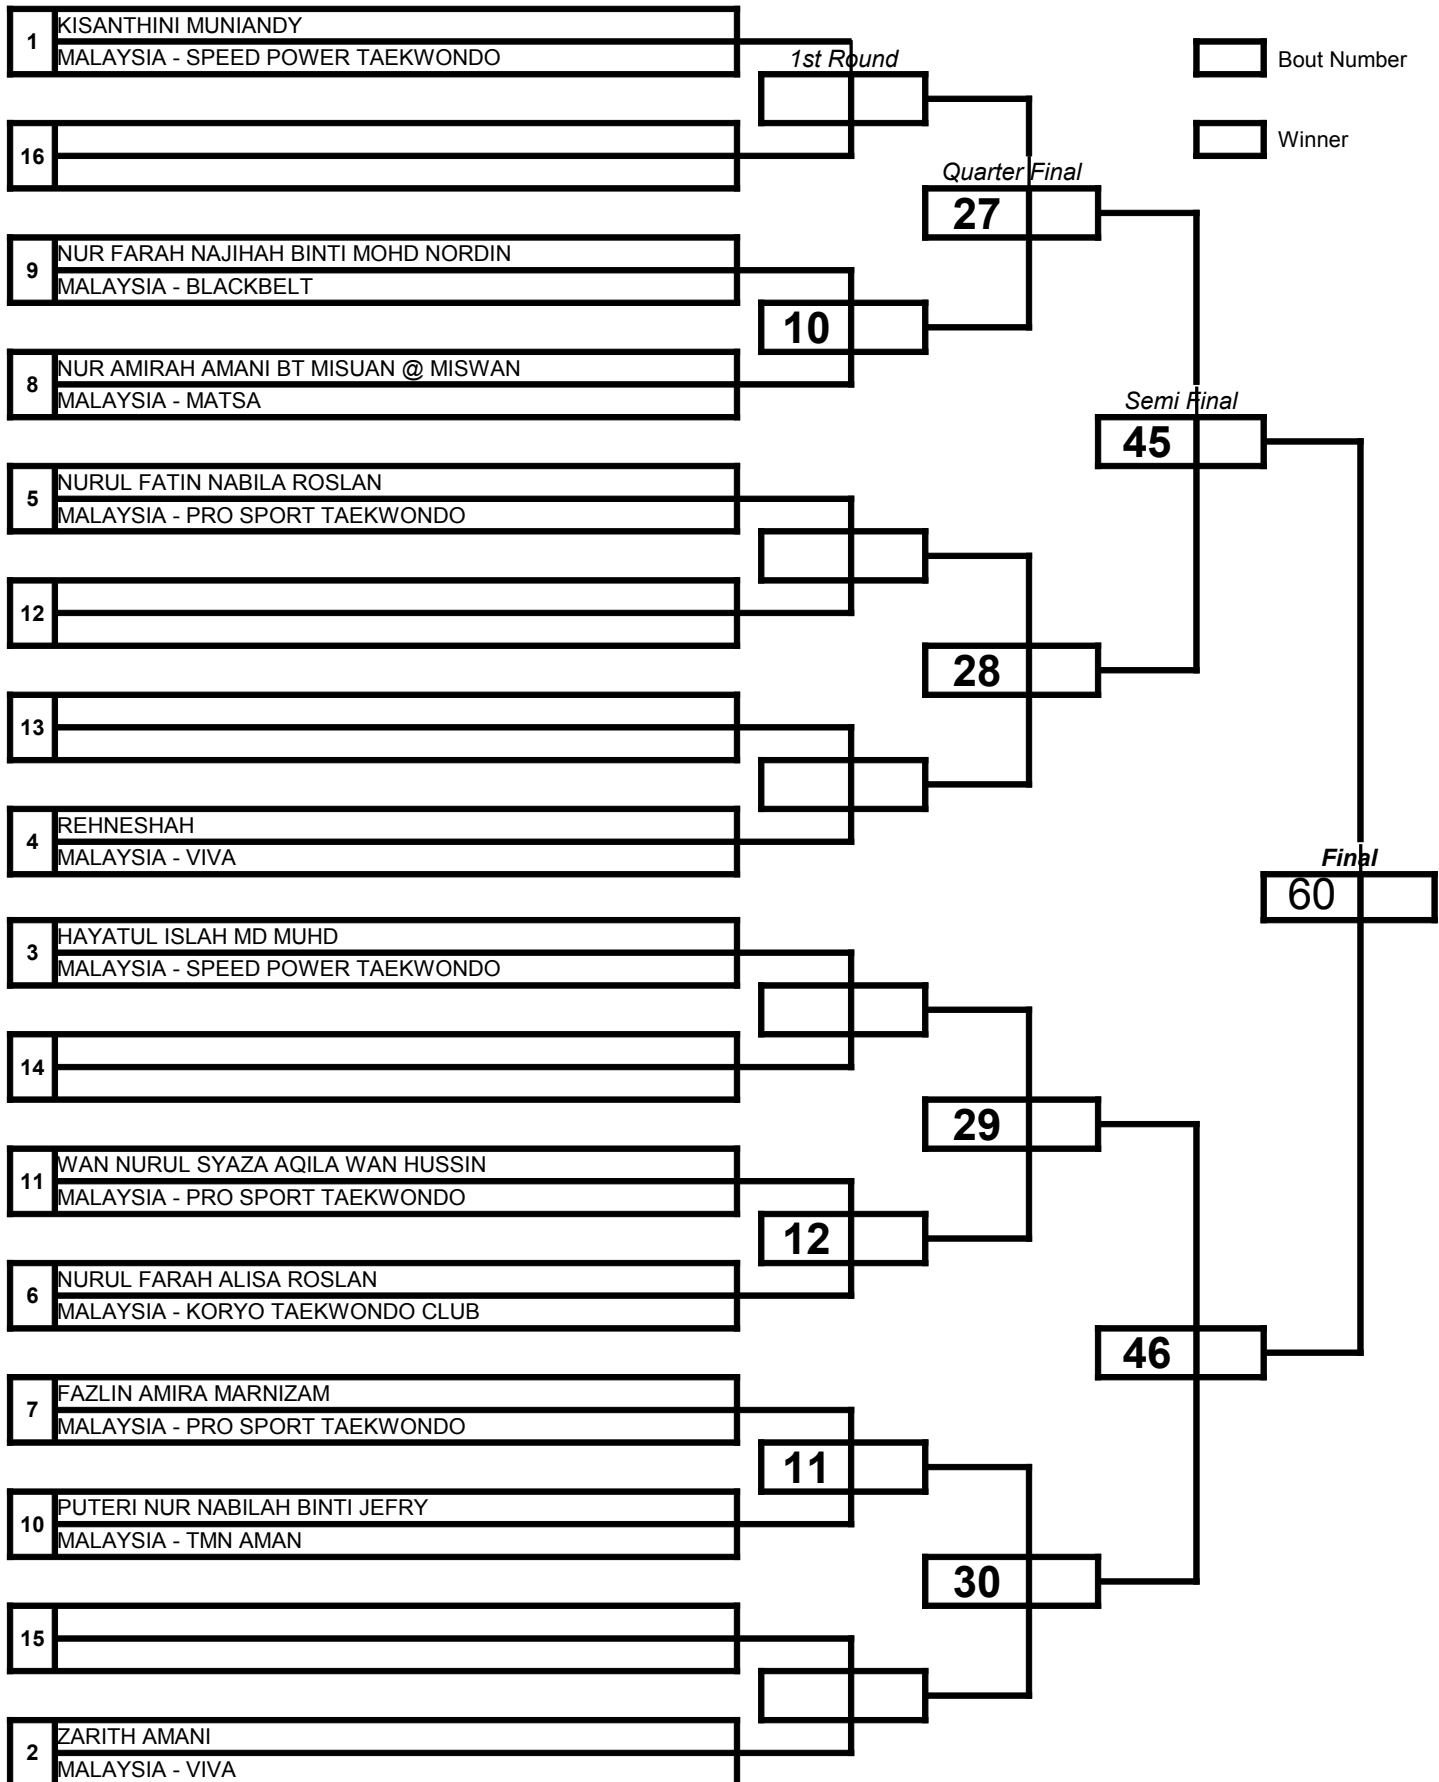 1
KISANTHINI MUNIANDY
MALAYSIA - SPEED POWER TAEKWONDO
1st Round
Bout Number
Winner
16
Quarter Final
27
9
NUR FARAH NAJIHAH BINTI MOHD NORDIN
MALAYSIA - BLACKBELT
10
8
NUR AMIRAH AMANI BT MISUAN @ MISWAN
MALAYSIA - MATSA
Semi Final
45
5
NURUL FATIN NABILA ROSLAN
MALAYSIA - PRO SPORT TAEKWONDO
12
28
13
4
REHNESHAH
MALAYSIA - VIVA
Final
60
3
HAYATUL ISLAH MD MUHD
MALAYSIA - SPEED POWER TAEKWONDO
14
29
11
WAN NURUL SYAZA AQILA WAN HUSSIN
MALAYSIA - PRO SPORT TAEKWONDO
12
6
NURUL FARAH ALISA ROSLAN
MALAYSIA - KORYO TAEKWONDO CLUB
46
7
FAZLIN AMIRA MARNIZAM
MALAYSIA - PRO SPORT TAEKWONDO
11
10
PUTERI NUR NABILAH BINTI JEFRY
MALAYSIA - TMN AMAN
30
15
2
ZARITH AMANI
MALAYSIA - VIVA